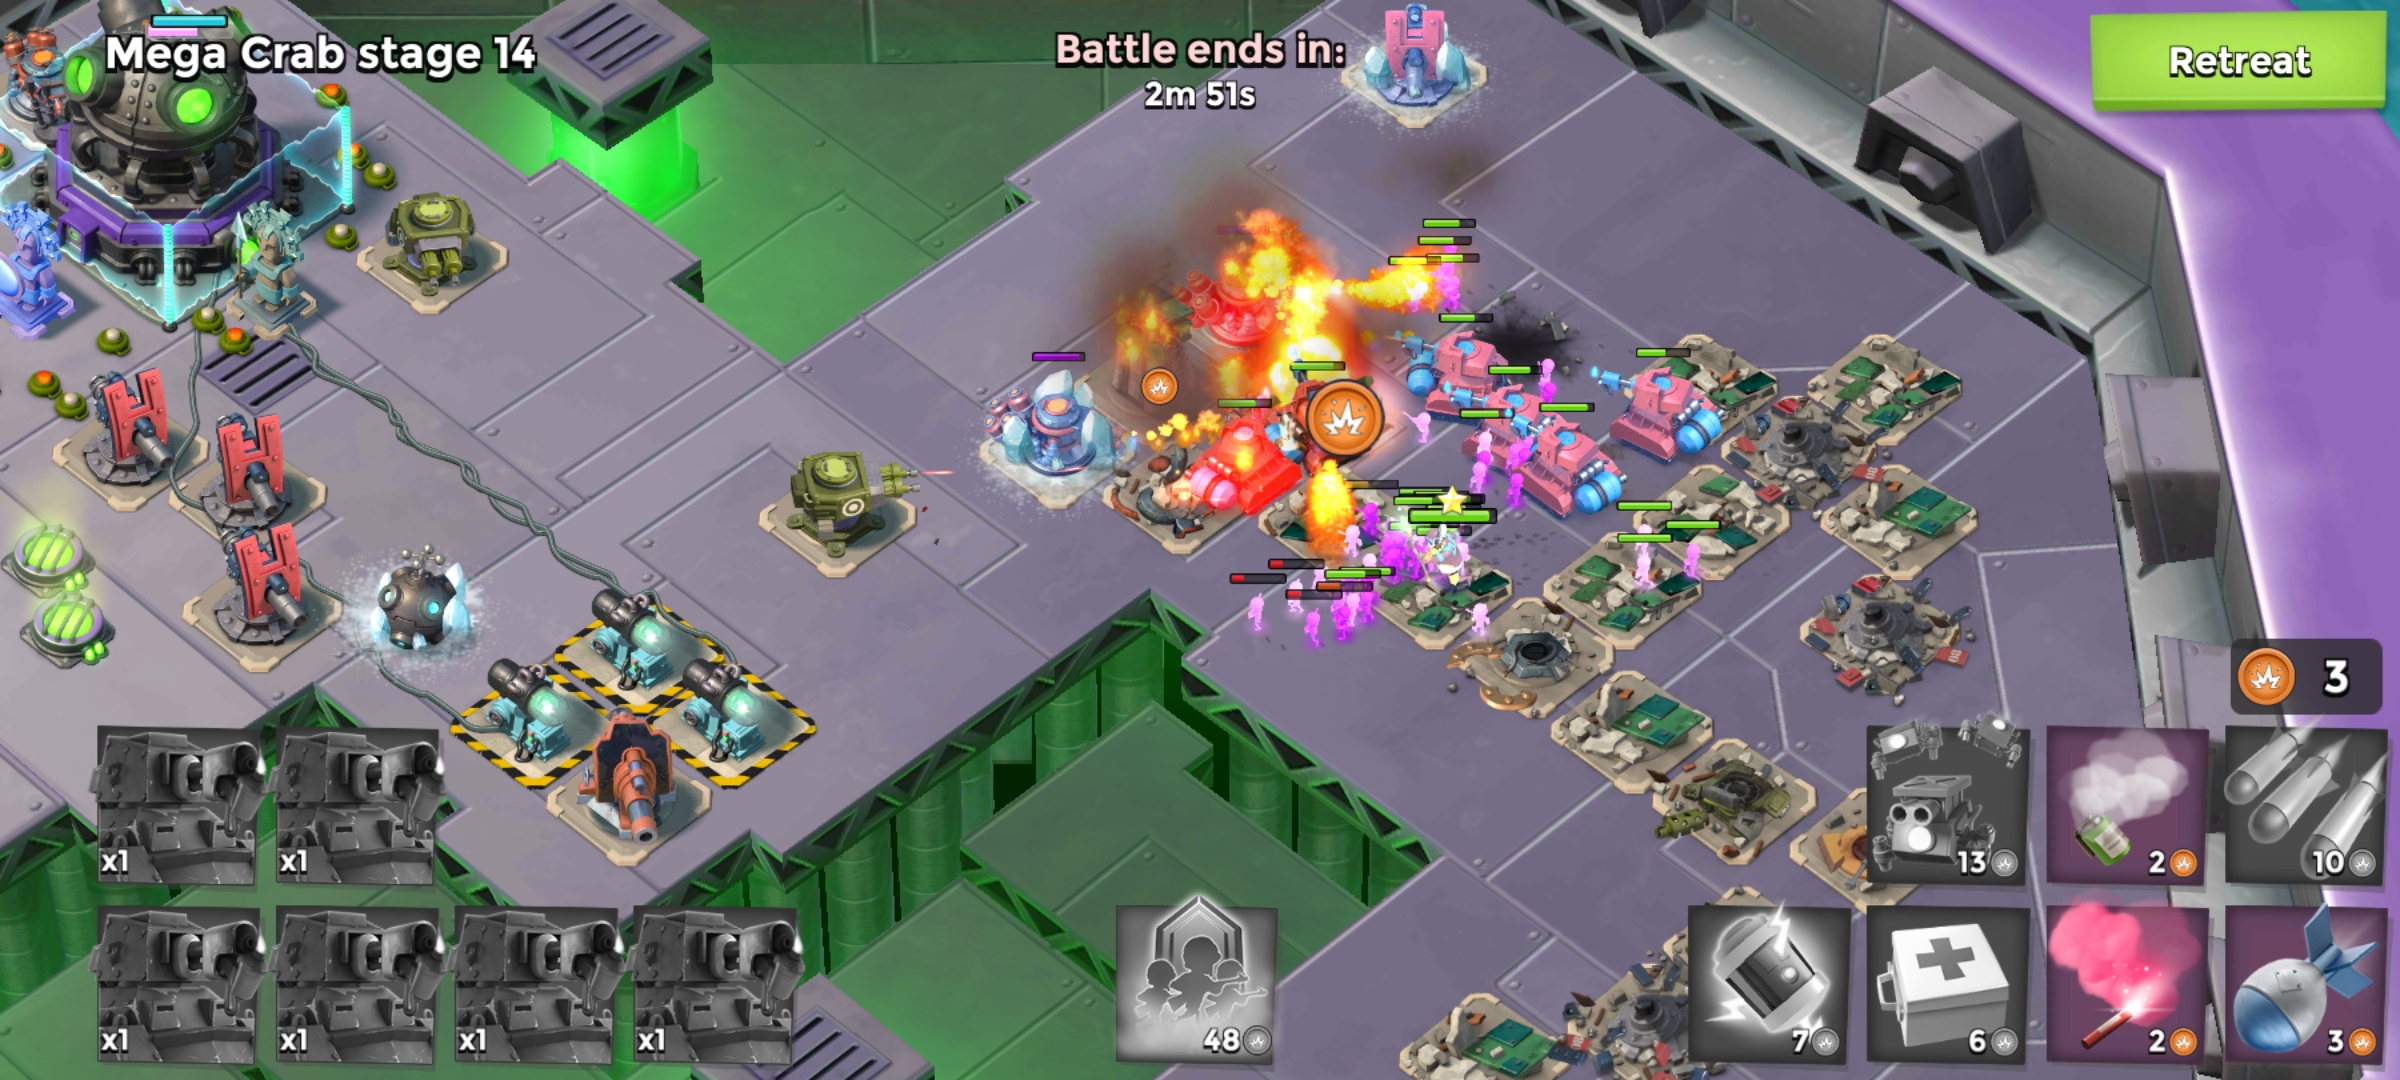 Mega Crab stage 14
Battle ends in:
2m 51s
Retreat
3
x1
x1
13
2
10
x1
x1
x1
x1
48
7
6
2
3